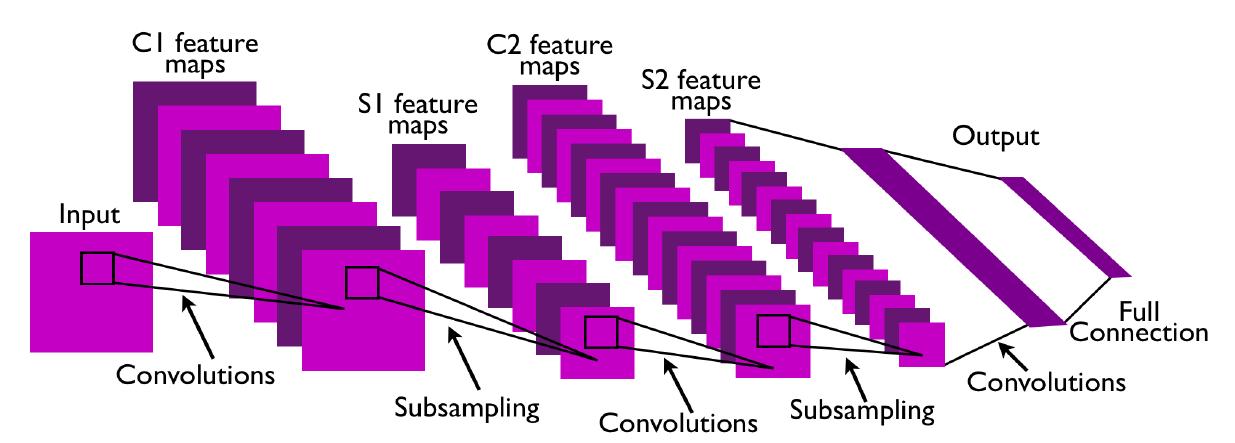 C1 feature
maps
C2 feature
maps
S1 feature
maps
S2 feature
maps
Output
Input
Full
Connection
Convolutions
Subsampling
Convolutions
Subsampling
Convolutions